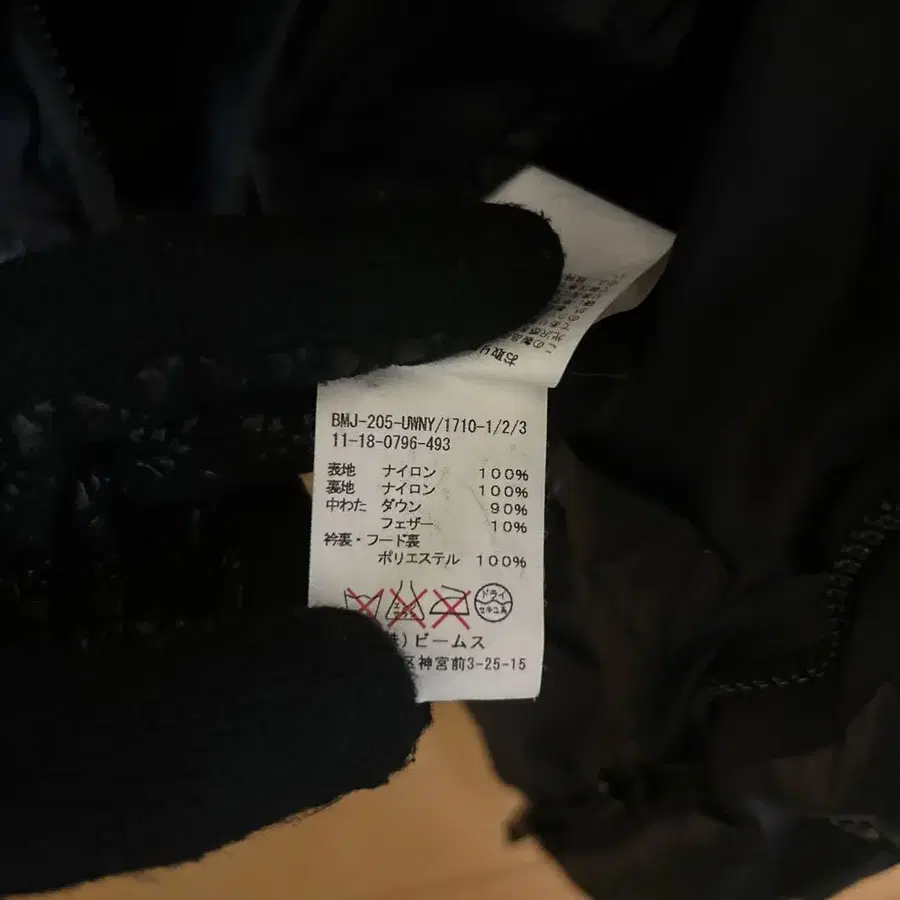 お取り
BMJ-205-UWNY/1710-1/2/3
11-18-0796-493
表地 ナイロン 100%
裏地 ナイロン 100%
中わた ダウン 90%
フェザー 10%
衿裏・フード裏
ポリエステル 100%
ドライ
セキユ系
株)ビームス
区神宮前3-25-15